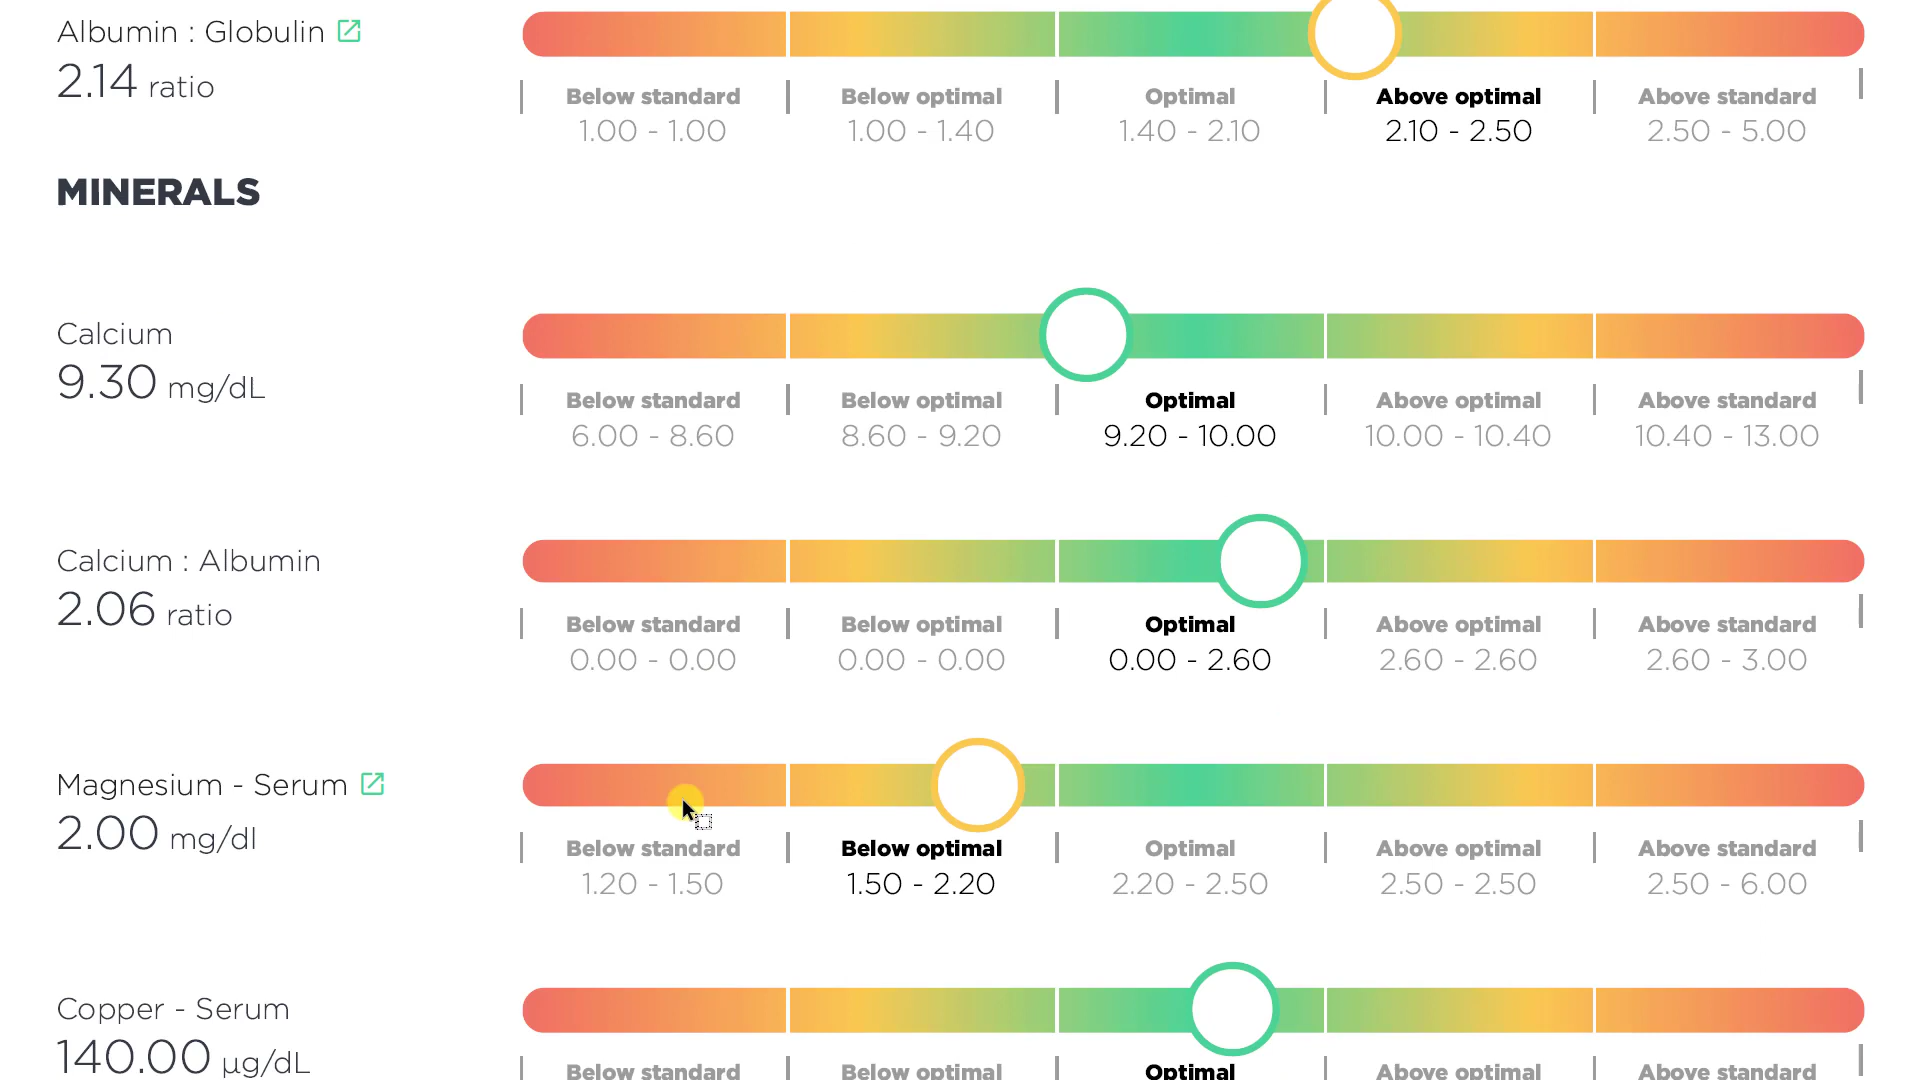 Albumin : Globulin
2.14 ratio
Below standard Below optimal Optimal Above optimal Above standard
1.00 - 1.00 1.00 - 1.40 1.40 - 2.10 2.10 - 2.50 2.50 - 5.00
MINERALS
Calcium
9.30 mg/dL
Below standard Below optimal Optimal Above optimal Above standard
6.00 - 8.60 8.60 - 9.20 9.20 - 10.00 10.00 - 10.40 10.40 - 13.00
Calcium : Albumin
2.06 ratio
Below standard Below optimal Optimal Above optimal Above standard
0.00 - 0.00 0.00 - 0.00 0.00 - 2.60 2.60 - 2.60 2.60 - 3.00
Magnesium - Serum
2.00 mg/dl
Below standard Below optimal Optimal Above optimal Above standard
1.20 - 1.50 1.50 - 2.20 2.20 - 2.50 2.50 - 2.50 2.50 - 6.00
Copper - Serum
140.00 µg/dL
Below standard Below optimal Optimal Above optimal Above standard